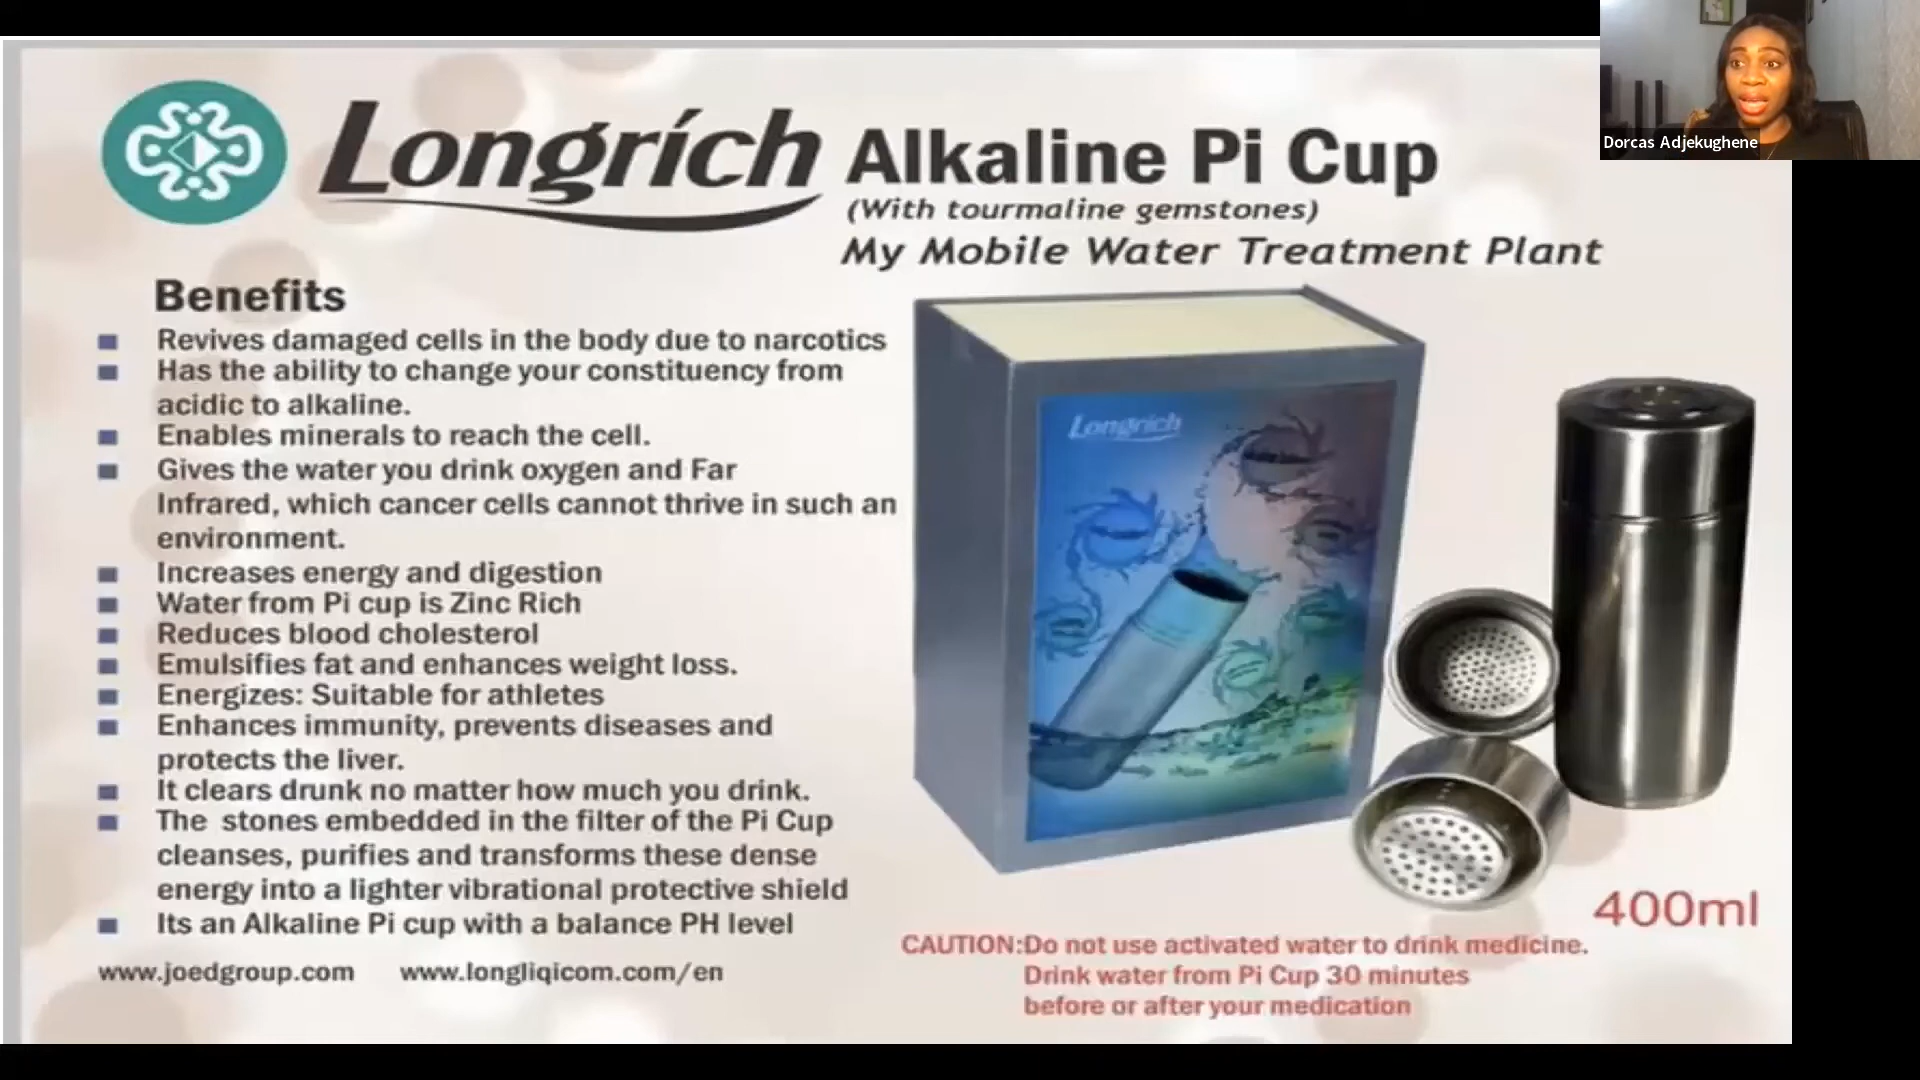 Dorcas Adjekughene
Longrich Alkaline Pi Cup
(With tourmaline gemstones)
My Mobile Water Treatment Plant
Benefits
Revives damaged cells in the body due to narcotics
Has the ability to change your constituency from
acidic to alkaline.
Enables minerals to reach the cell.
Gives the water you drink oxygen and Far
Infrared, which cancer cells cannot thrive in such an
environment.
Increases energy and digestion
Water from Pi cup is Zinc Rich
Reduces blood cholesterol
Emulsifies fat and enhances weight loss.
Energizes: Suitable for athletes
Enhances immunity, prevents diseases and
protects the liver.
It clears drunk no matter how much you drink.
The stones embedded in the filter of the Pi Cup
cleanses, purifies and transforms these dense
energy into a lighter vibrational protective shield
Its an Alkaline Pi cup with a balance PH level
www.joedgroup.com www.longliqicom.com/en
Longrich
400ml
CAUTION:Do not use activated water to drink medicine.
Drink water from Pi Cup 30 minutes
before or after your medication